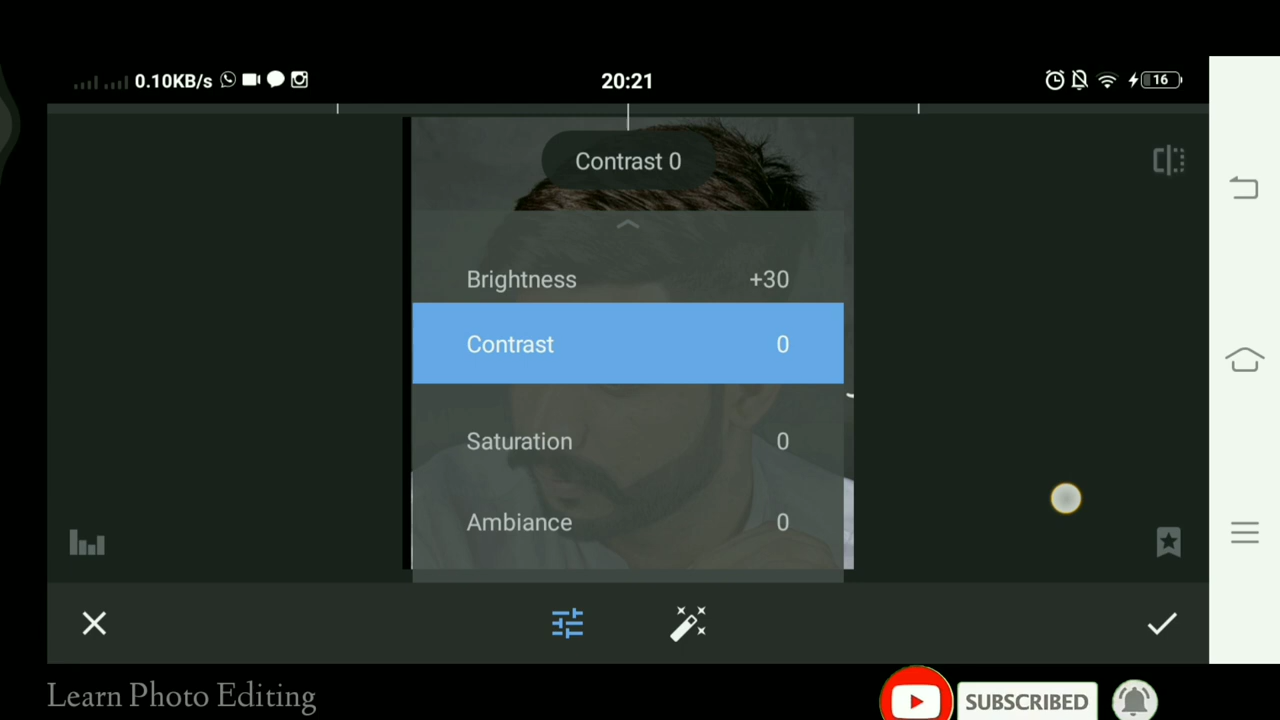 0.10KB/s 20:21 16
Contrast 0
Brightness +30
Contrast 0
Saturation 0
Ambiance 0
Learn Photo Editing SUBSCRIBED